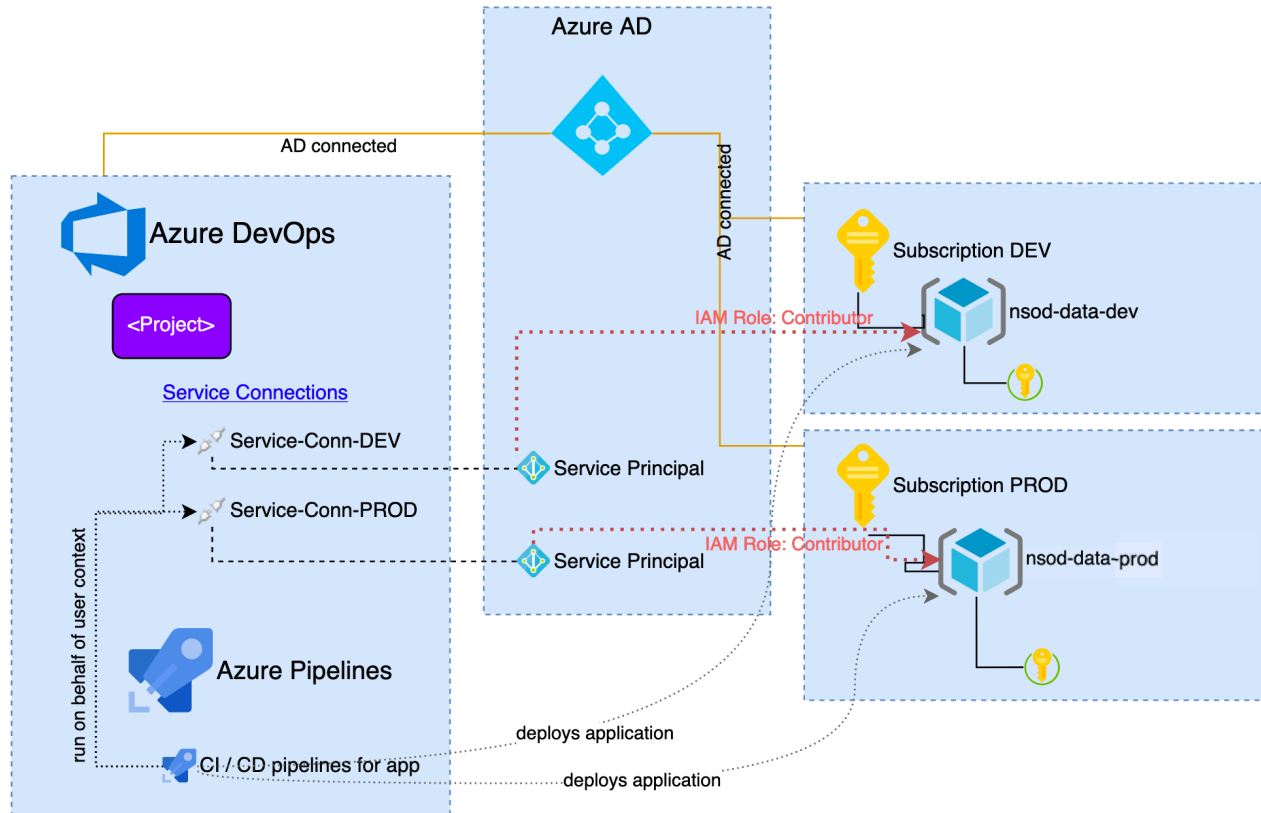 Azure AD
AD connected
AD connected
Azure DevOps
<Project>
Service Connections
Service-Conn-DEV
Service-Conn-PROD
run on behalf of user context
Azure Pipelines
CI / CD pipelines for app
Service Principal
Service Principal
IAM Role: Contributor
IAM Role: Contributor
deploys application
deploys application
Subscription DEV
nsod-data-dev
Subscription PROD
nsod-data-prod